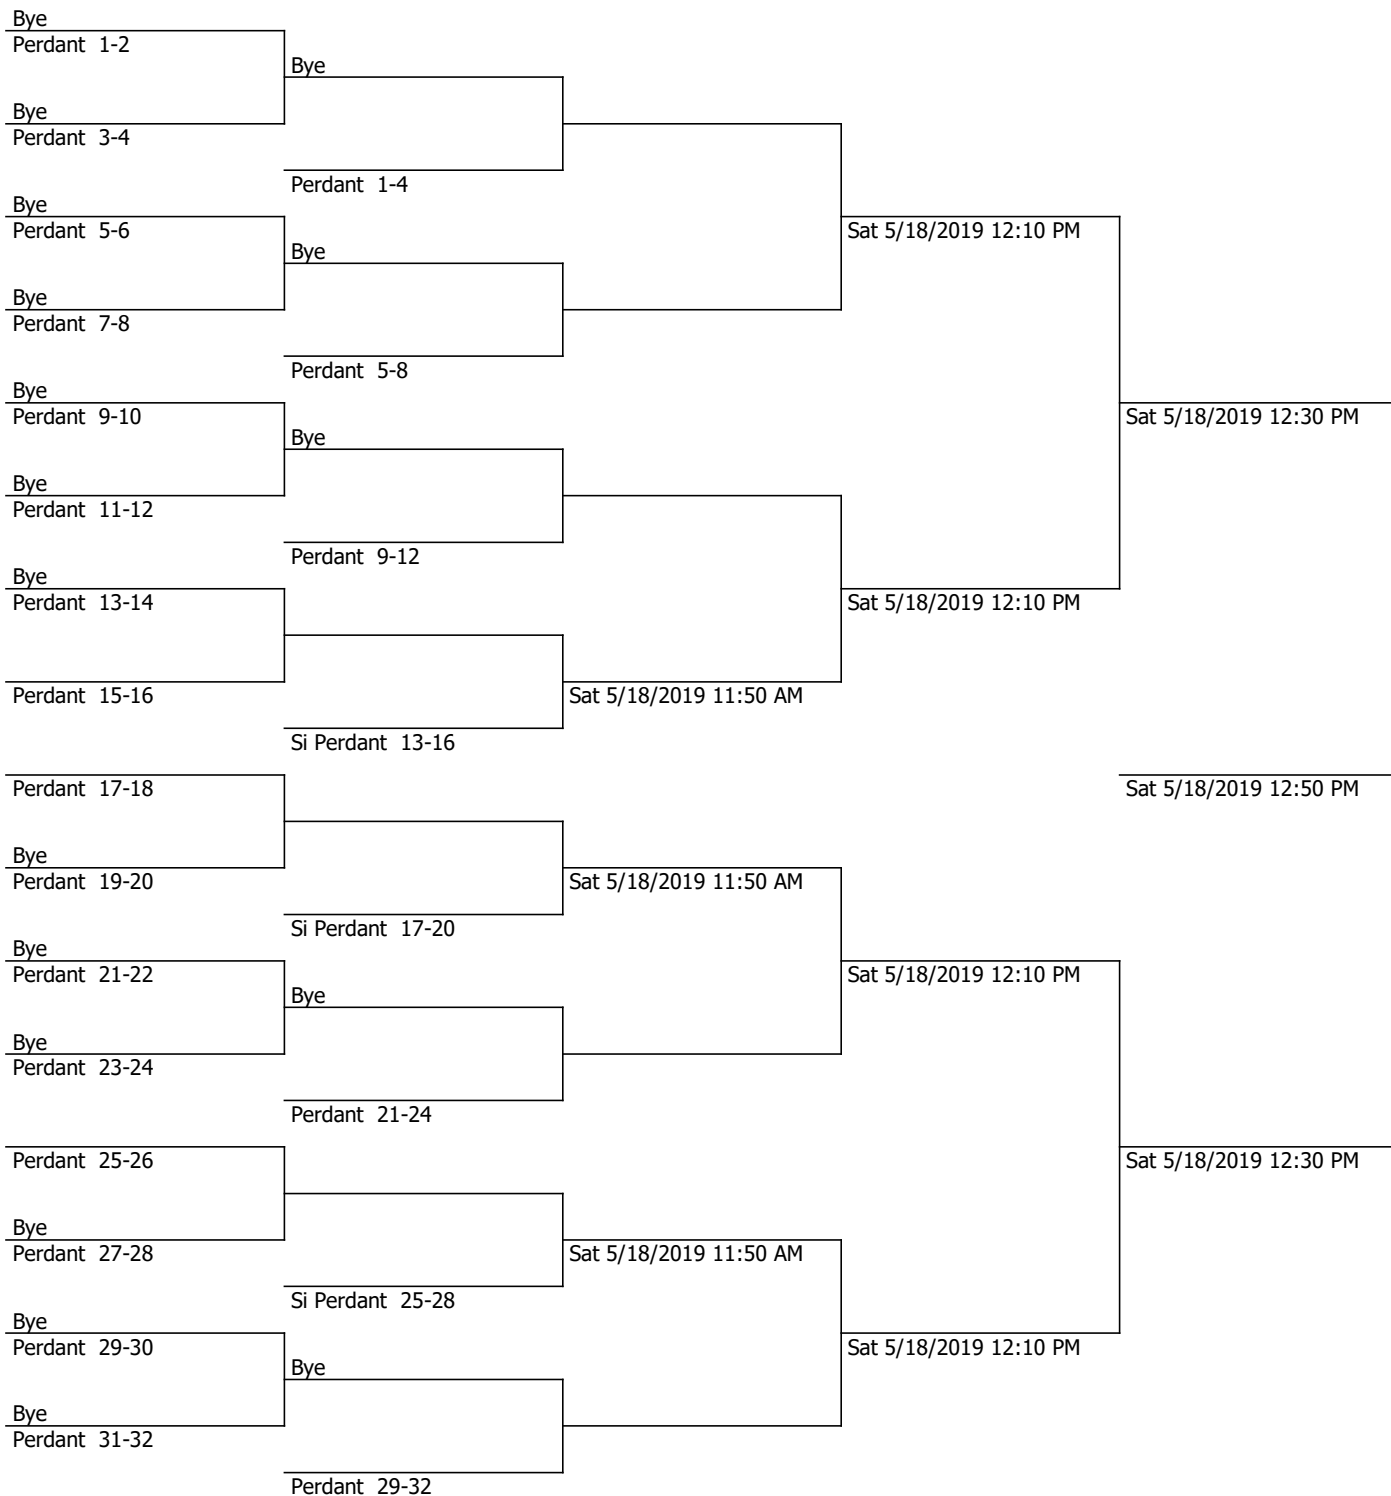 Bye
Perdant 1-2
Bye
Bye
Perdant 3-4
Perdant 1-4
Bye
Perdant 5-6
Sat 5/18/2019 12:10 PM
Bye
Bye
Perdant 7-8
Perdant 5-8
Bye
Perdant 9-10
Sat 5/18/2019 12:30 PM
Bye
Bye
Perdant 11-12
Perdant 9-12
Bye
Perdant 13-14
Sat 5/18/2019 12:10 PM
Perdant 15-16
Sat 5/18/2019 11:50 AM
Si Perdant 13-16
Perdant 17-18
Sat 5/18/2019 12:50 PM
Bye
Perdant 19-20
Sat 5/18/2019 11:50 AM
Si Perdant 17-20
Bye
Perdant 21-22
Sat 5/18/2019 12:10 PM
Bye
Bye
Perdant 23-24
Perdant 21-24
Perdant 25-26
Sat 5/18/2019 12:30 PM
Bye
Perdant 27-28
Sat 5/18/2019 11:50 AM
Si Perdant 25-28
Bye
Perdant 29-30
Sat 5/18/2019 12:10 PM
Bye
Bye
Perdant 31-32
Perdant 29-32